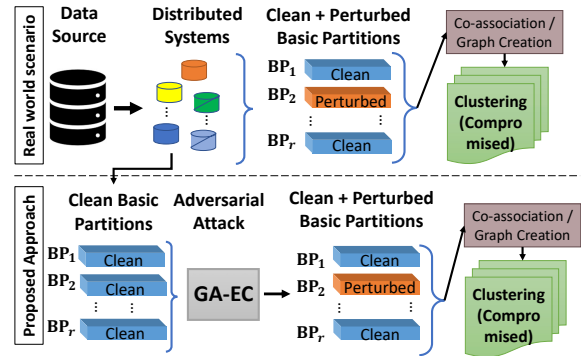 Real world scenario
Data
Source
Distributed
Systems
Clean + Perturbed
Basic Partitions
BP1
Clean
BP2
Perturbed
BPr
Clean
Co-association /
Graph Creation
Clustering
(Compro
mised)
Proposed Approach
Clean Basic
Partitions
BP1
Clean
BP2
Clean
BPr
Clean
Adversarial
Attack
GA-EC
Clean + Perturbed
Basic Partitions
BP1
Clean
BP2
Perturbed
BPr
Clean
Co-association /
Graph Creation
Clustering
(Compro
mised)